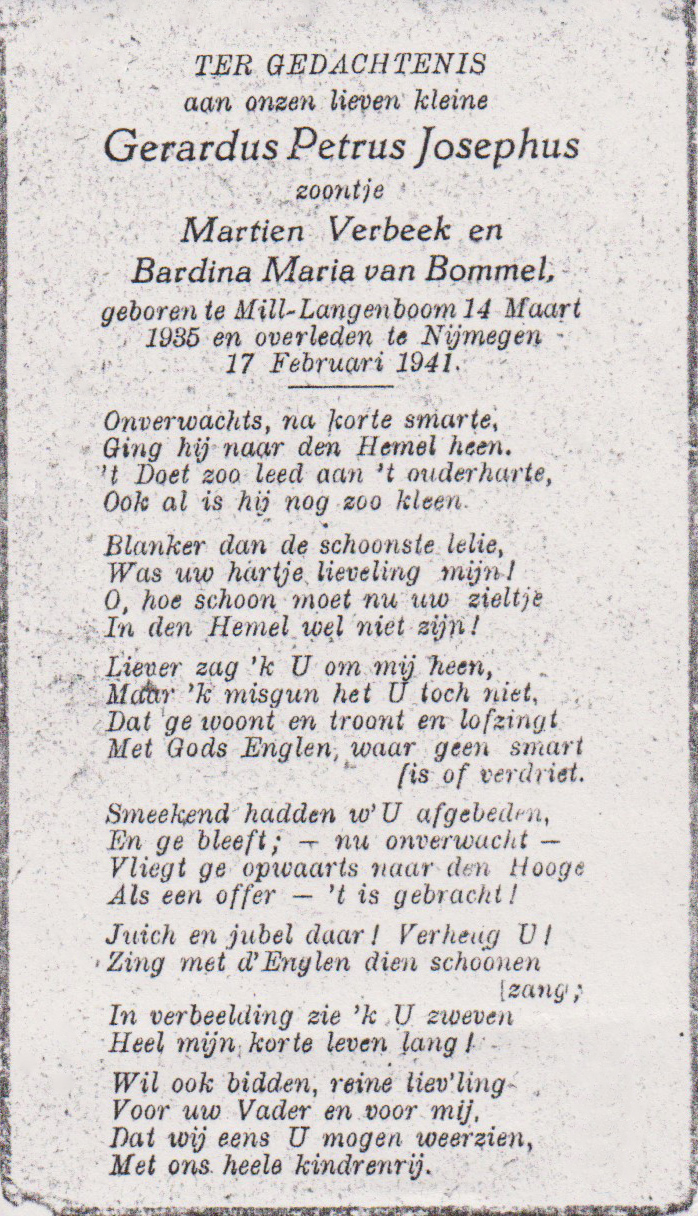 TER GEDACHTENIS
aan onzen lieven kleine
Gerardus Petrus Josephus
zoontje
Martien Verbeek en
Bardina Maria van Bommel,
geboren te Mill-Langenboom 14 Maart
1935 en overleden te Nijmegen
17 Februari 1941.
Onverwachts, na korte smarte,
Ging hij naar den Hemel heen.
't Doet zoo leed aan 't ouderharte,
Ook al is hij nog zoo kleen.
Blanker dan de schoonste lelie,
Was uw hartje lieveling mijn!
O, hoe schoon moet nu uw zieltje
In den Hemel wel niet zijn!
Liever zag 'k U om mij heen,
Maar 'k misgun het U toch niet,
Dat ge woont en troont en lofzingt
Met Gods Englen, waar geen smart
[is of verdriet.
Smeekend hadden w'U afgebeden,
En ge bleeft; — nu onverwacht —
Vliegt ge opwaarts naar den Hooge
Als een offer — 't is gebracht!
Juich en jubel daar! Verheug U!
Zing met d'Englen dien schoonen
[zang;
In verbeelding zie 'k U zweven
Heel mijn korte leven lang!
Wil ook bidden, reine liev'ling
Voor uw Vader en voor mij,
Dat wij eens U mogen weerzien,
Met ons heele kindrenrij.